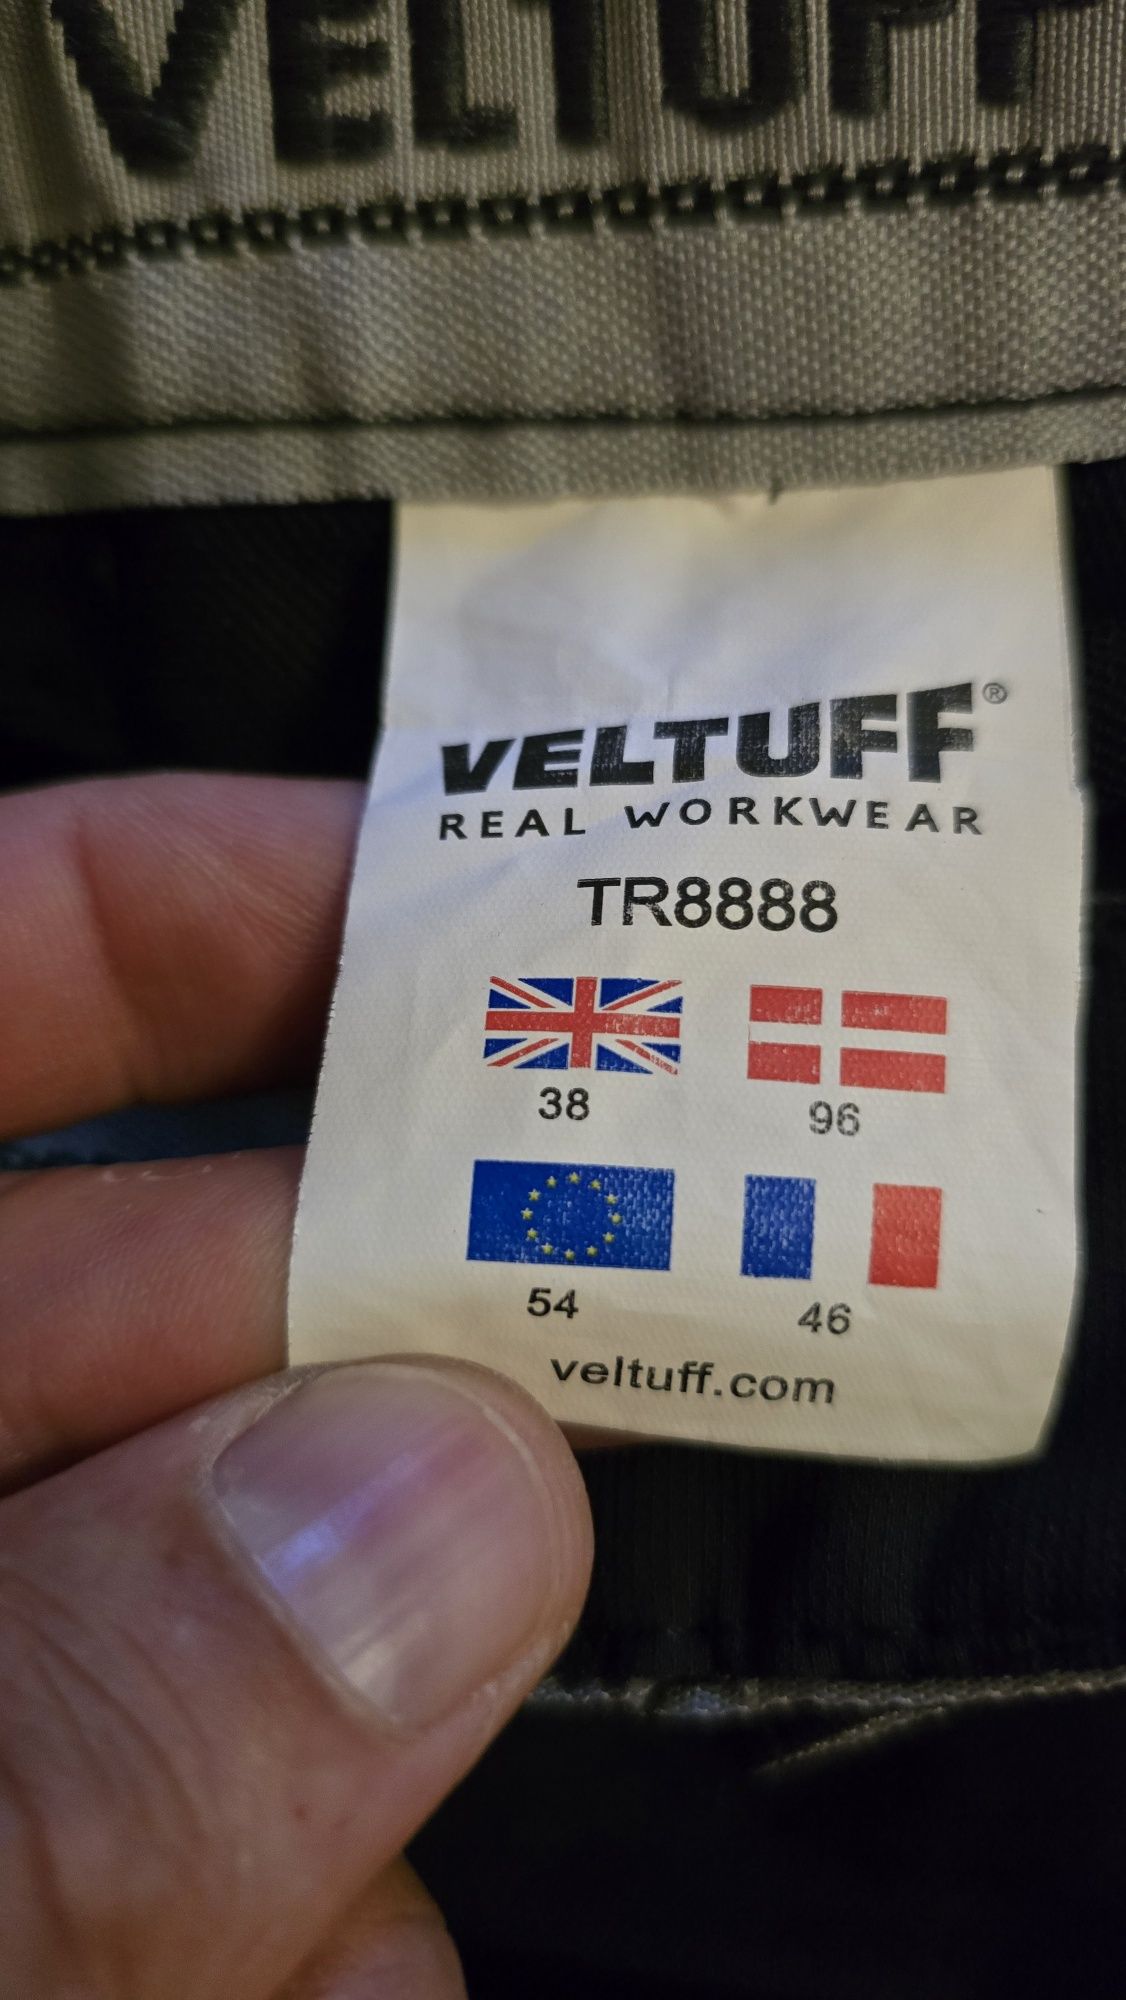 VELTUFF
VELTUFF®
REAL WORKWEAR
TR8888
38 96
54 46
veltuff.com